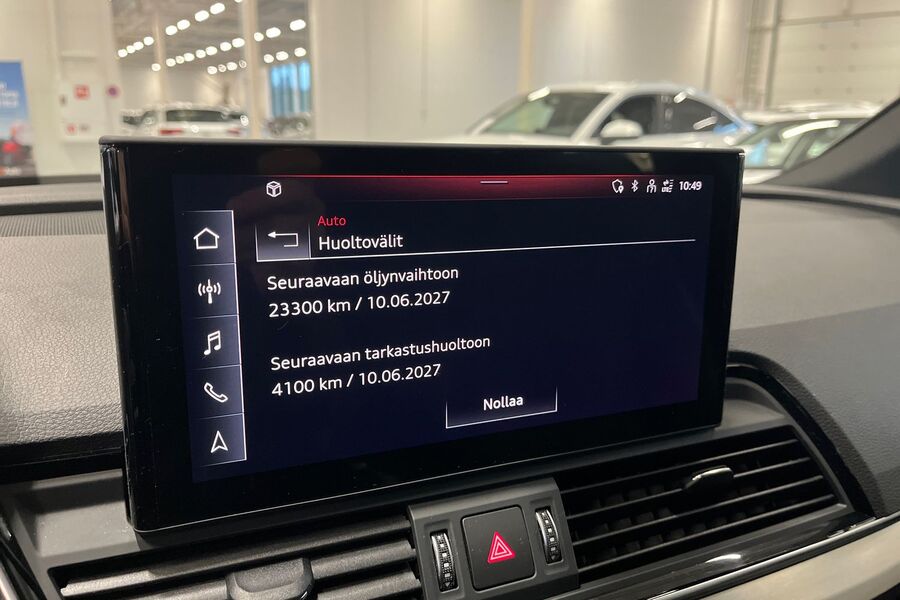 10:49
Auto
Huoltovälit
Seuraavaan öljynvaihtoon
23300 km / 10.06.2027
Seuraavaan tarkastushuoltoon
4100 km / 10.06.2027
Nollaa